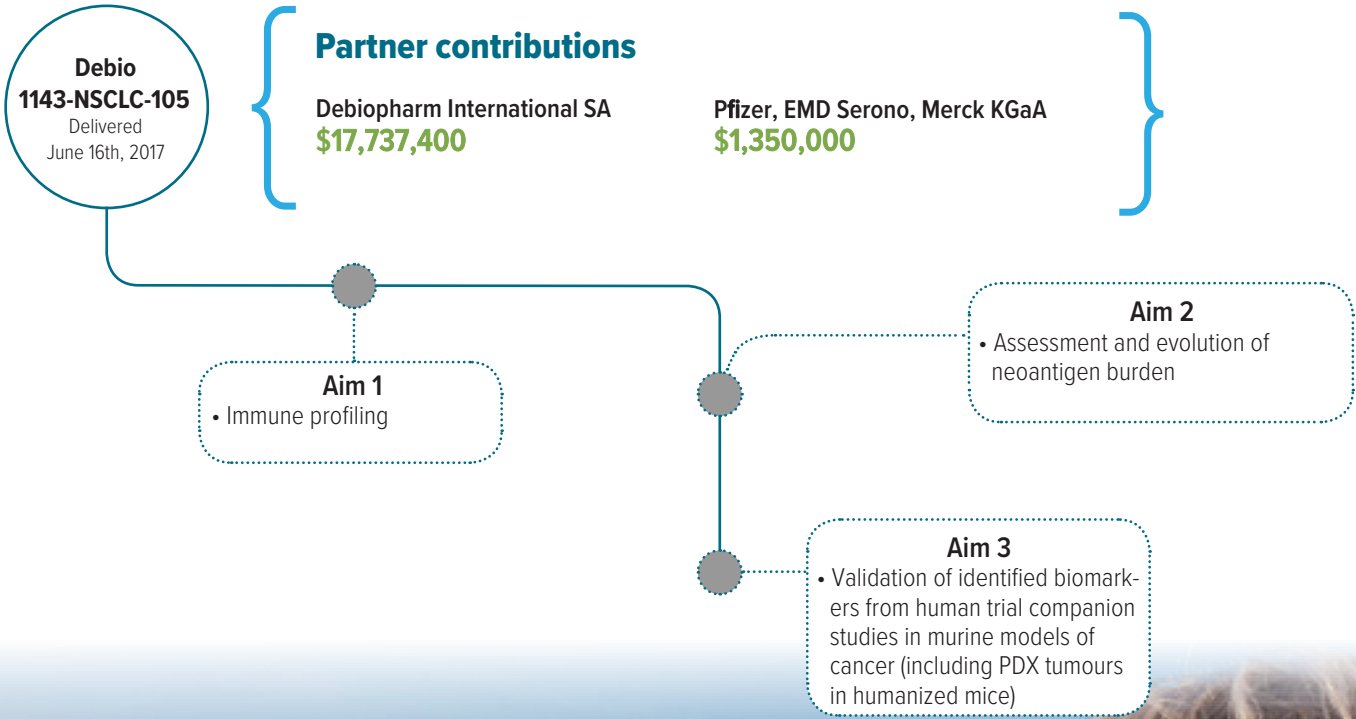 Debio
1143-NSCLC-105
Delivered
June 16th, 2017
Partner contributions
Debiopharm International SA
$17,737,400
Pfizer, EMD Serono, Merck KGaA
$1,350,000
Aim 1
• Immune profiling
Aim 2
• Assessment and evolution of
neoantigen burden
Aim 3
• Validation of identified biomark-
ers from human trial companion
studies in murine models of
cancer (including PDX tumours
in humanized mice)